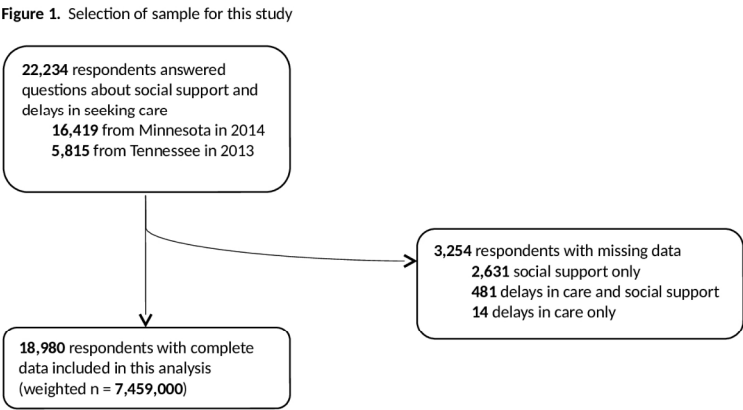 Figure 1. Selection of sample for this study
22,234 respondents answered
questions about social support and
delays in seeking care
16,419 from Minnesota in 2014
5,815 from Tennessee in 2013
3,254 respondents with missing data
2,631 social support only
481 delays in care and social support
14 delays in care only
18,980 respondents with complete
data included in this analysis
(weighted n = 7,459,000)